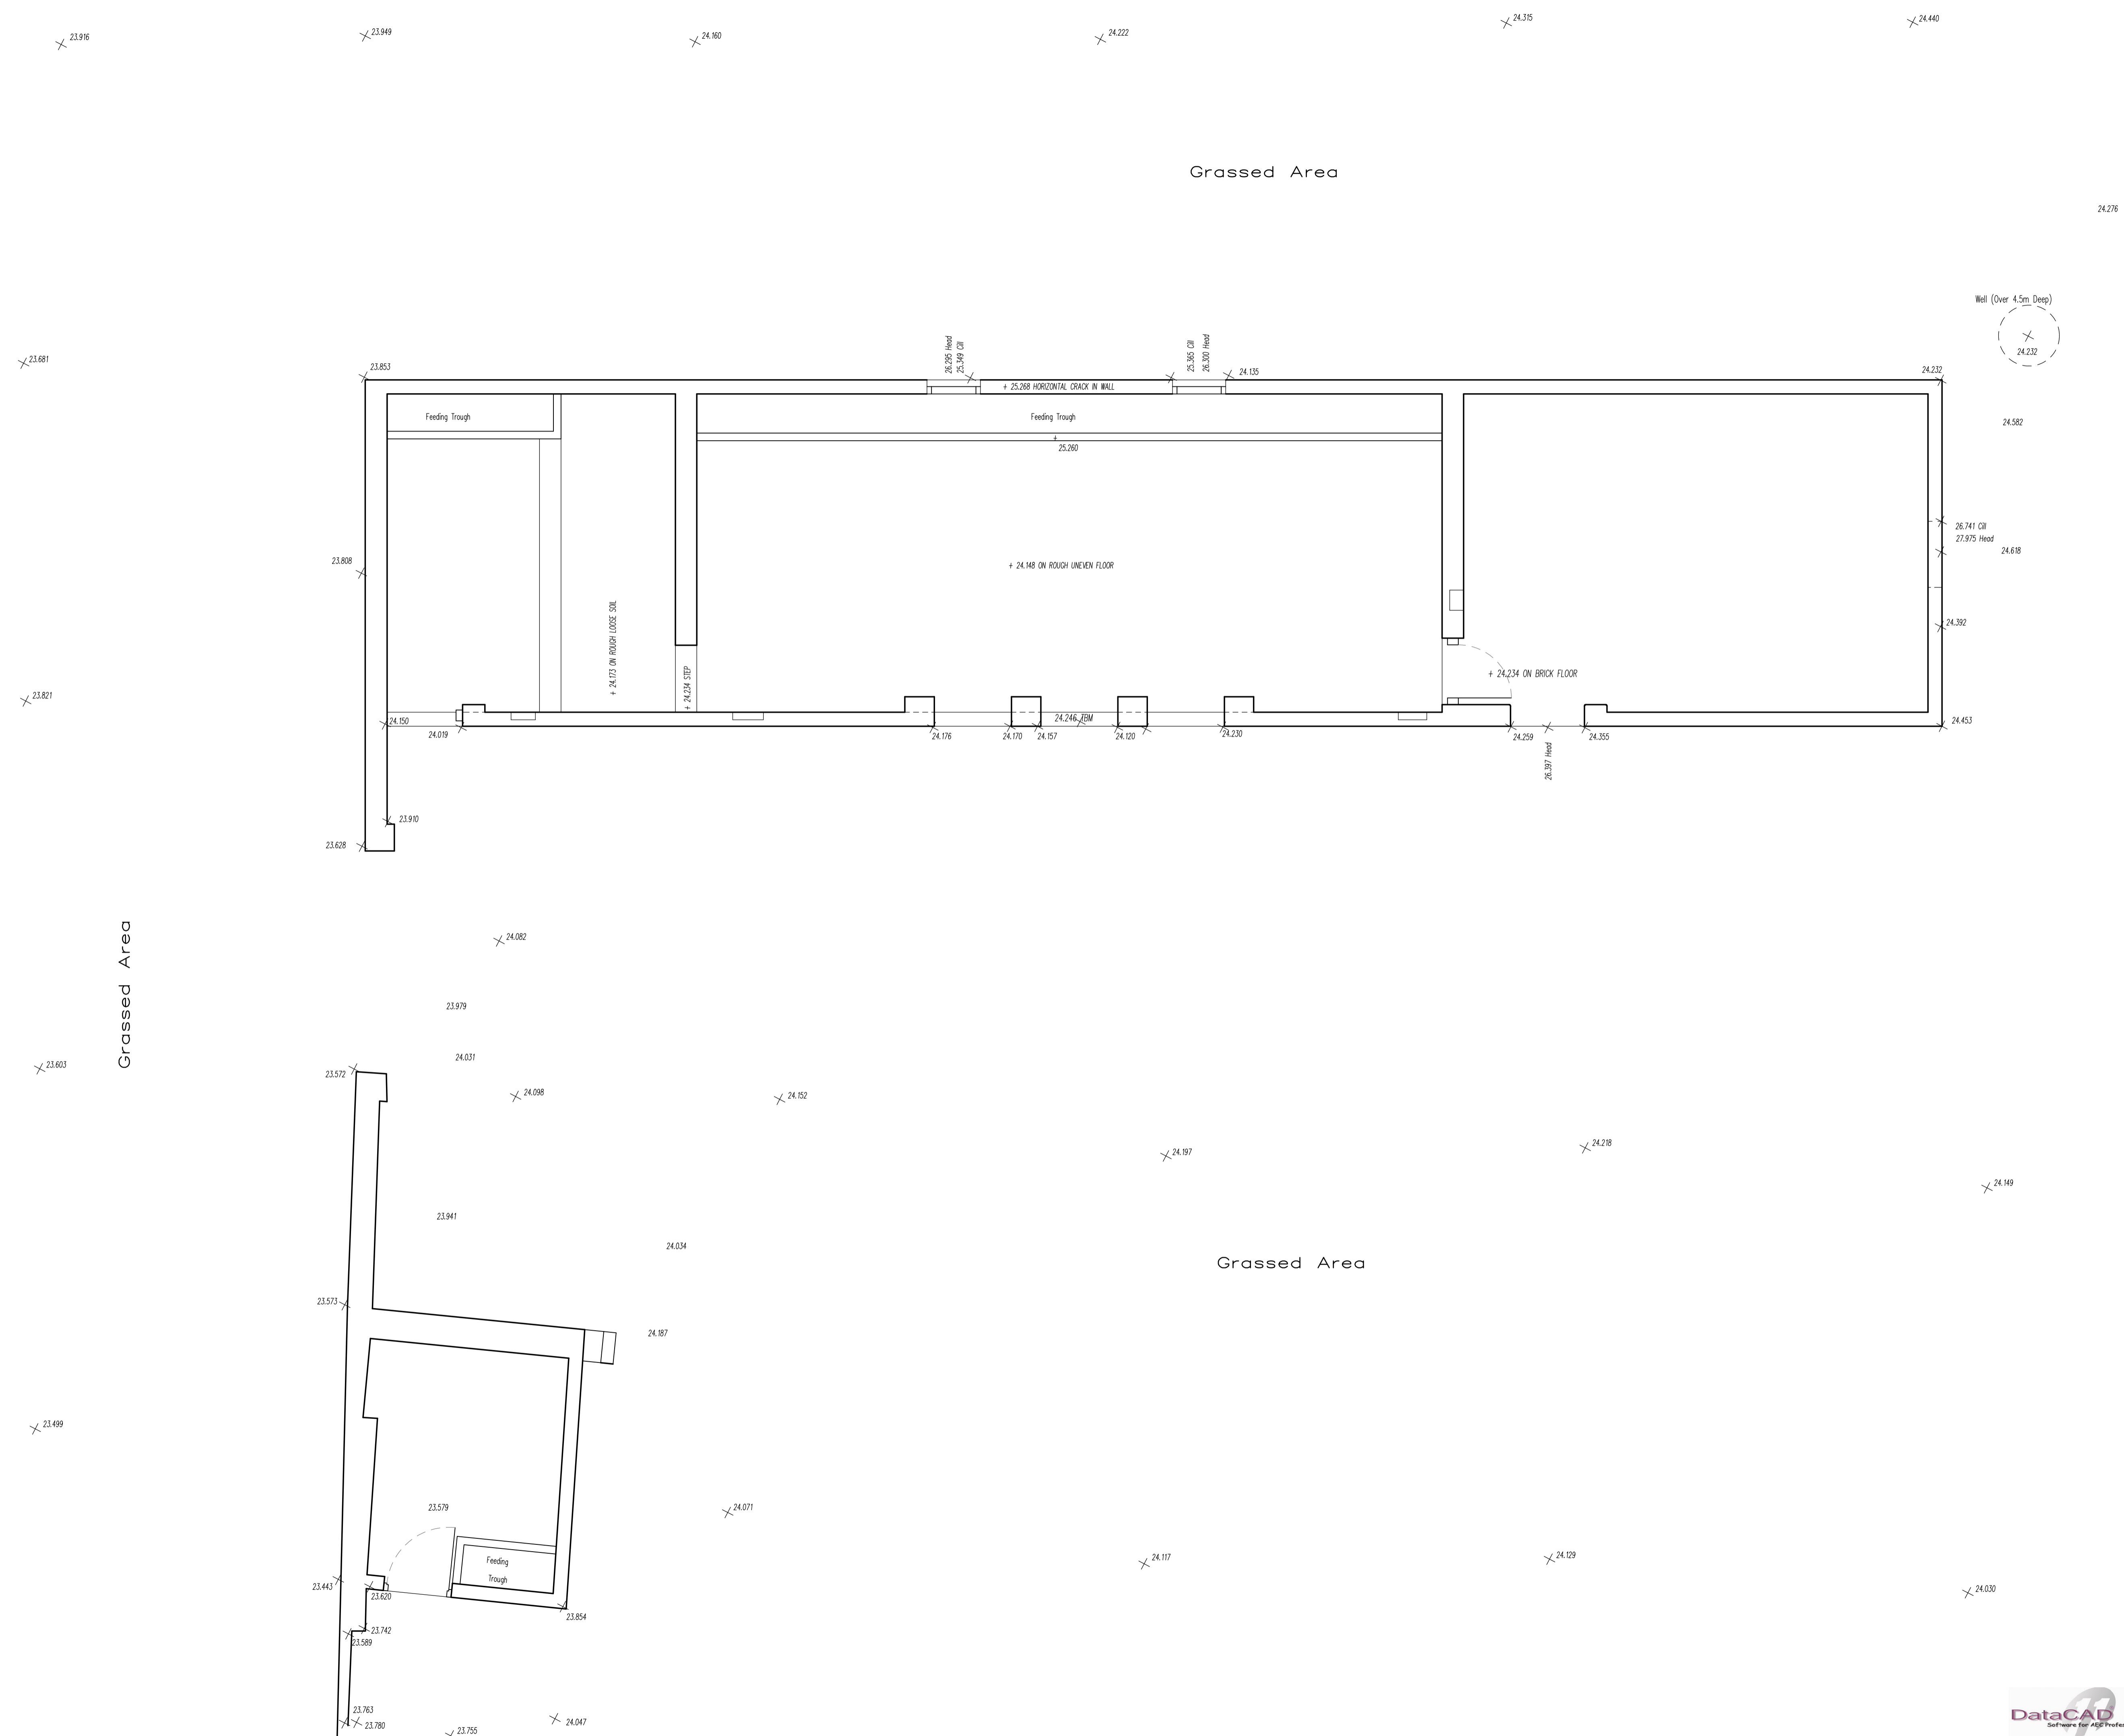 23.916
23.949
24.160
24.222
24.315
24.440
Grassed Area
24.276
Well (Over 4.5m Deep)
24.232
23.681
23.853
26.295 Head
25.349 Cill
25.365 Cill
26.300 Head
24.135
24.232
+ 25.268 HORIZONTAL CRACK IN WALL
Feeding Trough
Feeding Trough
24.582
25.260
26.741 Cill
27.975 Head
24.618
23.808
+ 24.148 ON ROUGH UNEVEN FLOOR
+ 24.173 ON ROUGH LOOSE SOIL
+ 24.234 STEP
24.392
+ 24.234 ON BRICK FLOOR
23.821
24.150
24.019
24.176
24.170
24.157
24.246 TBM
24.120
24.230
24.259
26.397 Head
24.355
24.453
23.910
23.628
Grassed Area
24.082
23.979
24.031
23.603
23.572
24.098
24.152
24.197
24.218
24.149
23.941
24.034
Grassed Area
23.573
24.187
23.499
23.579
24.071
Feeding
Trough
24.117
24.129
23.443
23.620
24.030
23.854
23.742
23.589
23.763
23.780
23.755
24.047
11
DataCAD
Software for AEC Profes